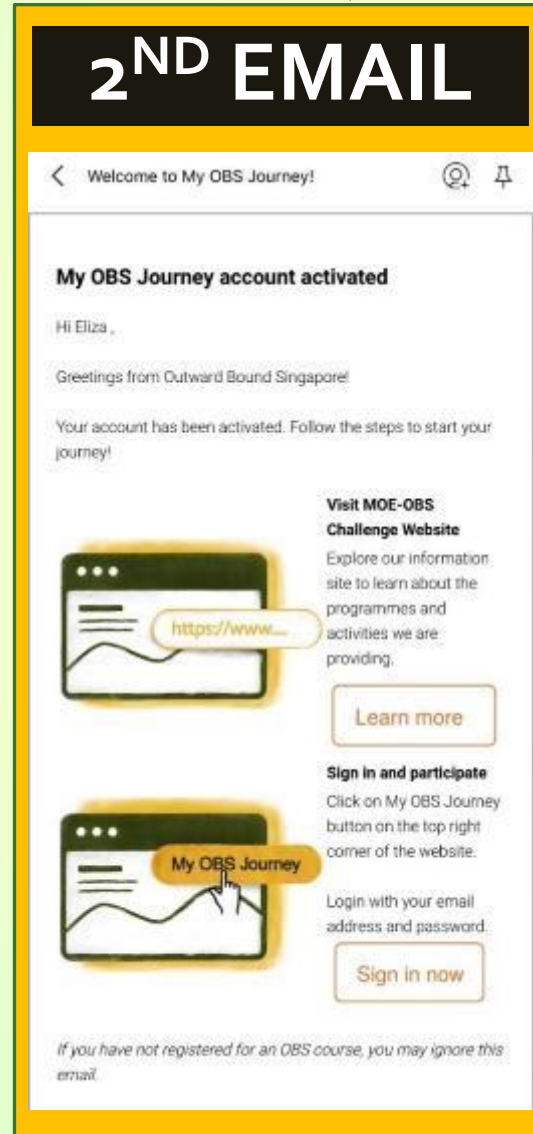 2ND EMAIL
Welcome to My OBS Journey!
My OBS Journey account activated
Hi Eliza ,
Greetings from Outward Bound Singapore!
Your account has been activated. Follow the steps to start your
journey!
Visit MOE-OBS
Challenge Website
Explore our information
site to learn about the
programmes and
activities we are
providing.
https://www....
Learn more
Sign in and participate
Click on My OBS Journey
button on the top right
corner of the website.
My OBS Journey
Login with your email
address and password.
Sign in now
If you have not registered for an OBS course, you may ignore this
email.